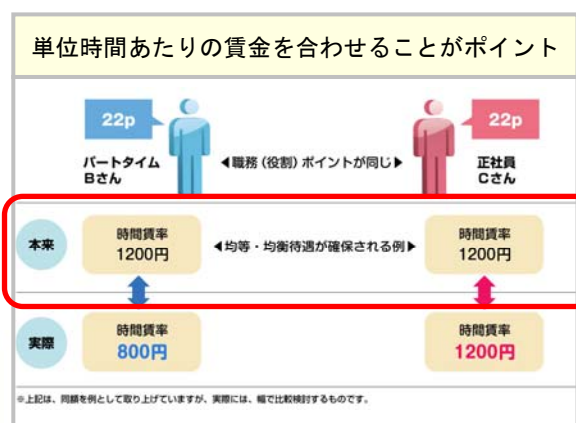 単位時間あたりの賃金を合わせることがポイント
22p
22p
パートタイム
Bさん
◀職務(役割)ポイントが同じ▶
正社員
Cさん
本来
時間賃率
1200円
◀均等・均衡待遇が確保される例▶
時間賃率
1200円
実際
時間賃率
800円
時間賃率
1200円
※上記は、同額を例として取り上げていますが、実際には、幅で比較検討するものです。